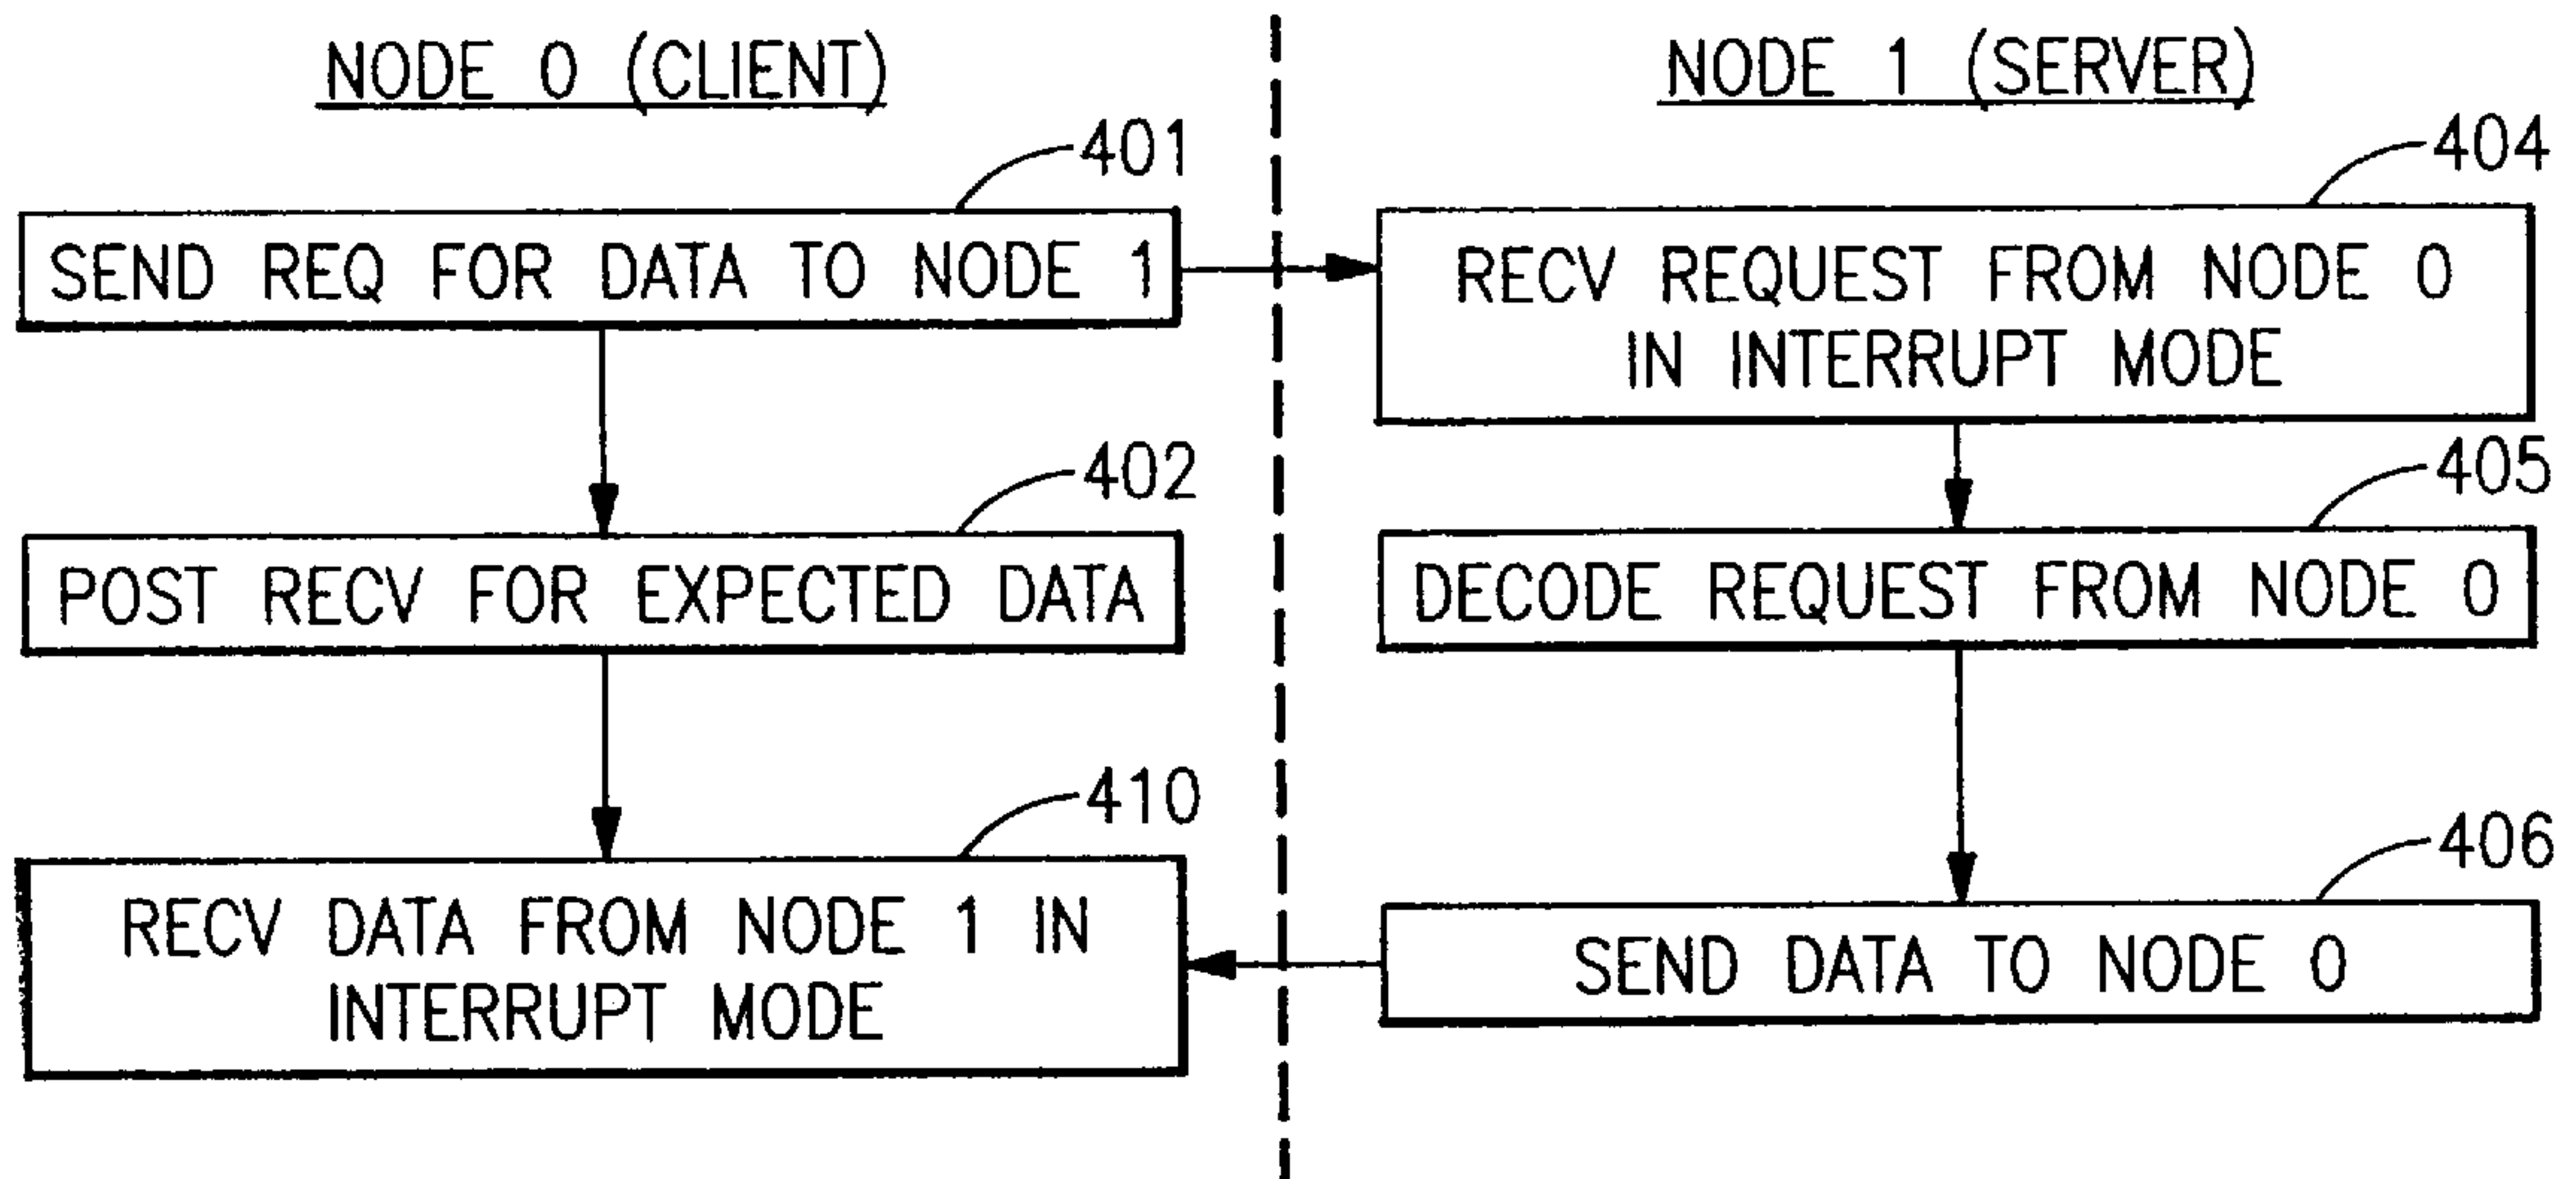 NODE 0 (CLIENT)
401
SEND REQ FOR DATA TO NODE 1
402
POST RECV FOR EXPECTED DATA
410
RECV DATA FROM NODE 1 IN
INTERRUPT MODE
NODE 1 (SERVER)
404
RECV REQUEST FROM NODE 0
IN INTERRUPT MODE
405
DECODE REQUEST FROM NODE 0
406
SEND DATA TO NODE 0